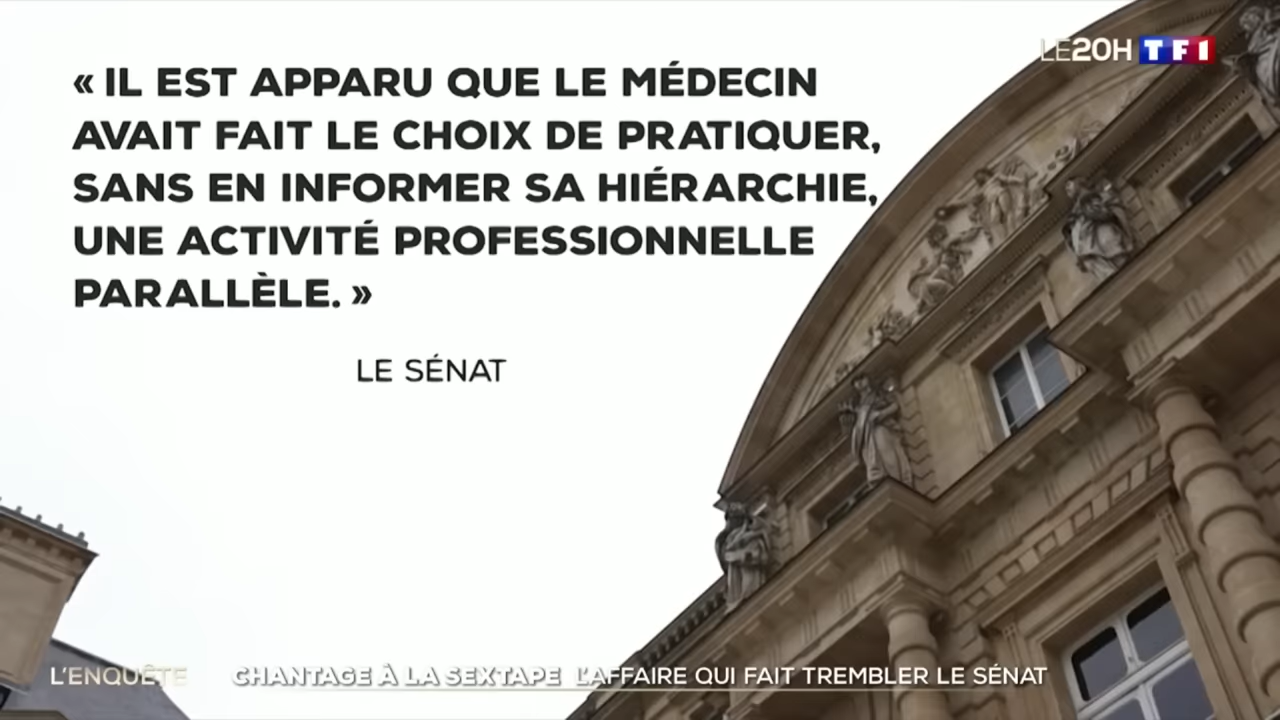 LE20H TF1
« IL EST APPARU QUE LE MÉDECIN
AVAIT FAIT LE CHOIX DE PRATIQUER,
SANS EN INFORMER SA HIÉRARCHIE,
UNE ACTIVITÉ PROFESSIONNELLE
PARALLÈLE. »
LE SÉNAT
L'ENQUÊTE CHANTAGE À LA SEXTAPE L'AFFAIRE QUI FAIT TREMBLER LE SÉNAT